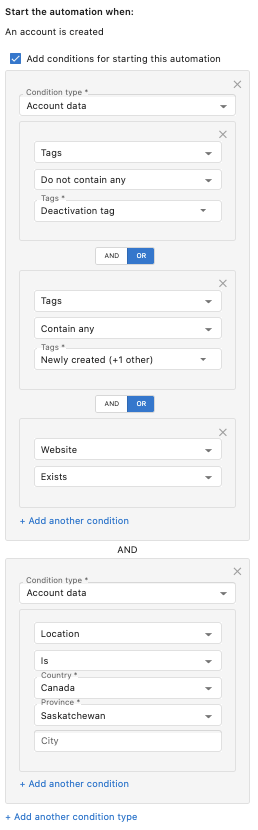 Start the automation when:
An account is created
Add conditions for starting this automation
Condition type *
Account data
Tags
Do not contain any
Tags *
Deactivation tag
AND OR
Tags
Contain any
Tags *
Newly created (+1 other)
AND OR
Website
Exists
+ Add another condition
AND
Condition type *
Account data
Location
Is
Country *
Canada
Province *
Saskatchewan
City
+ Add another condition
+ Add another condition type